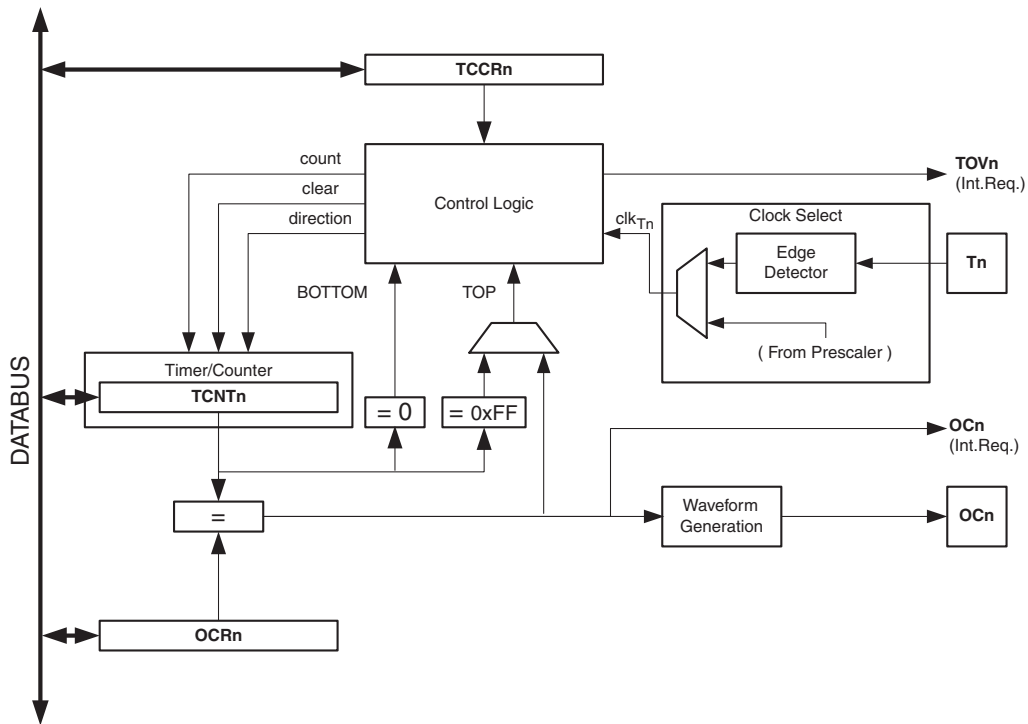 TCCRn
count
clear
direction
Control Logic
TOVn
(Int.Req.)
clkTn
Clock Select
Edge
Detector
Tn
( From Prescaler )
BOTTOM
TOP
Timer/Counter
TCNTn
= 0
= 0xFF
DATABUS
OCn
(Int.Req.)
=
Waveform
Generation
OCn
OCRn